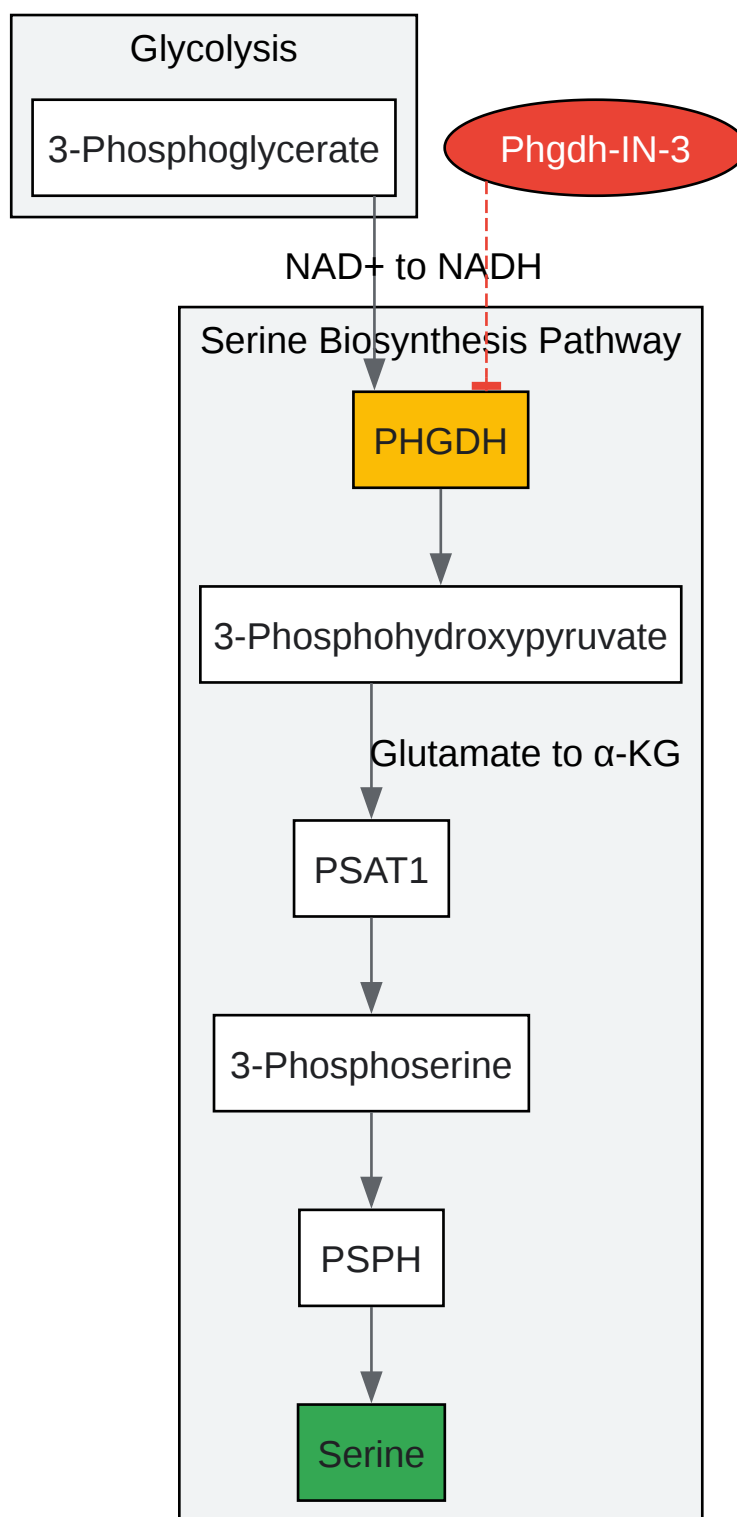 Glycolysis
3-Phosphoglycerate
Phgdh-IN-3
NAD+ to NADH
Serine Biosynthesis Pathway
PHGDH
3-Phosphohydroxypyruvate
Glutamate to α-KG
PSAT1
3-Phosphoserine
PSPH
Serine